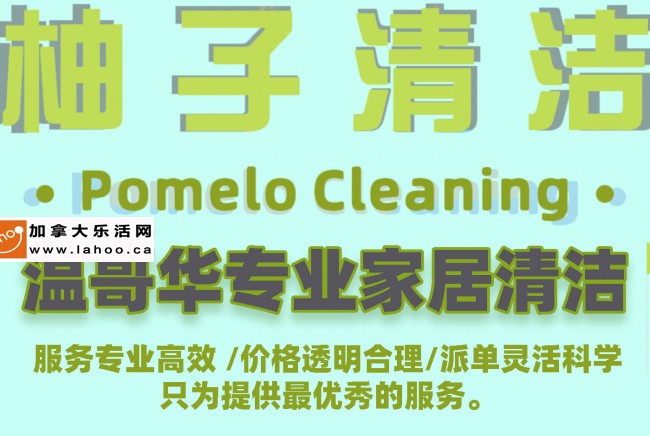 柚子清洁
• Pomelo Cleaning •
加拿大乐活网
www.lahoo.ca
温哥华专业家居清洁
服务专业高效 /价格透明合理/派单灵活科学
只为提供最优秀的服务。